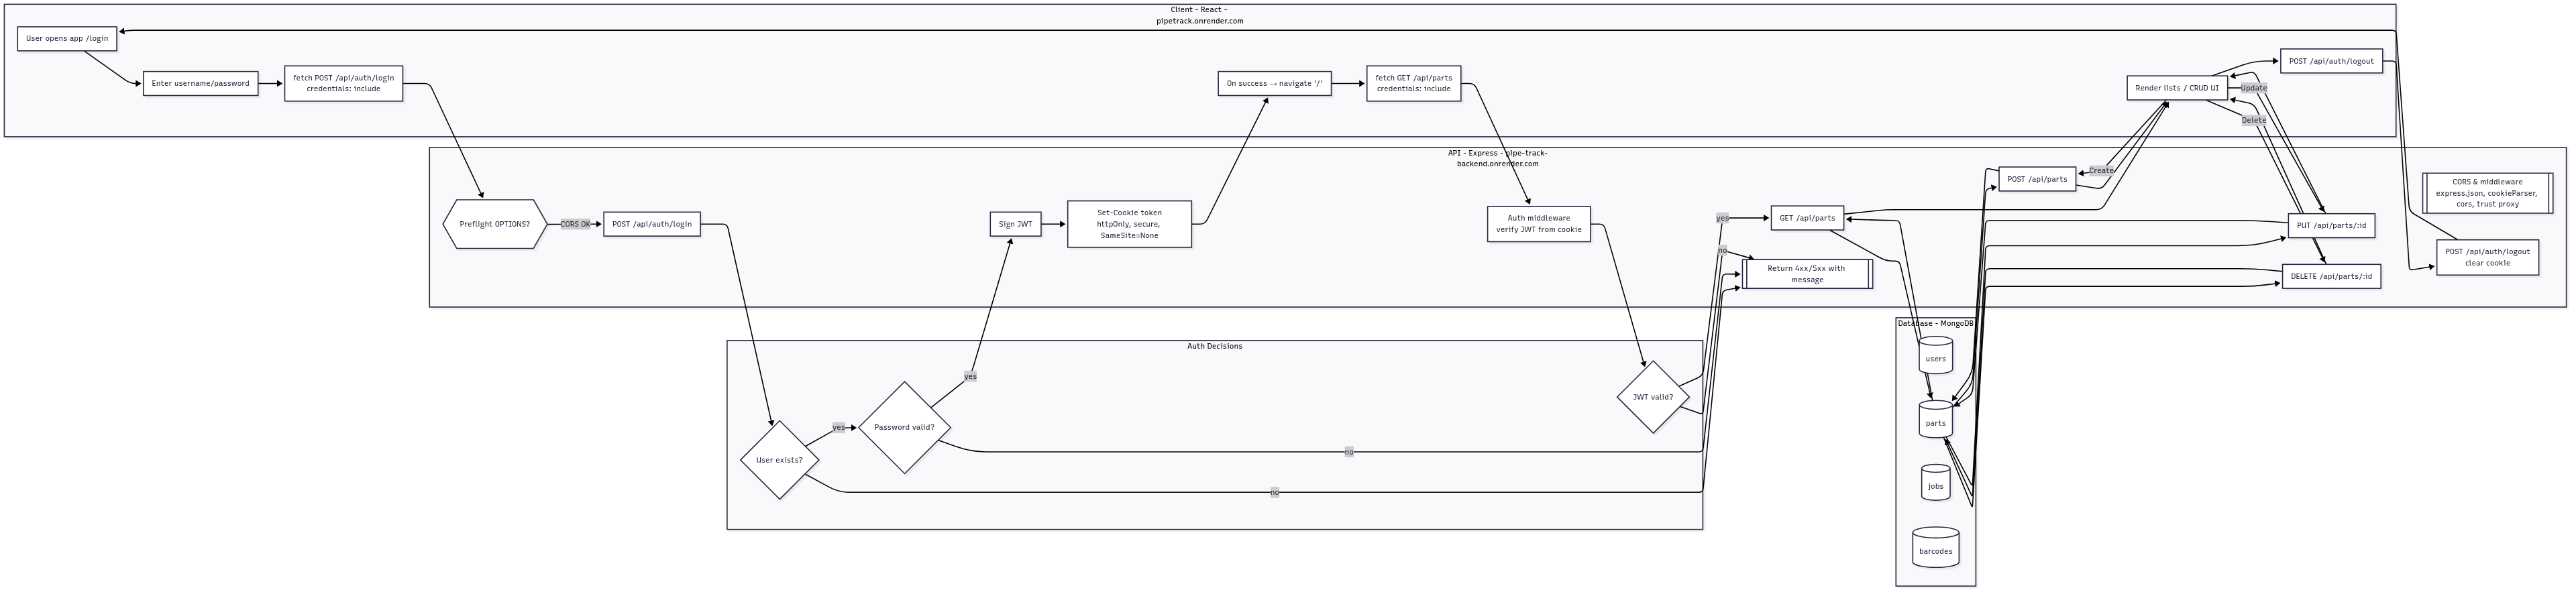 Client - React -
pipetrack.onrender.com
User opens app /login
Enter username/password
fetch POST /api/auth/login
credentials: include
On success → navigate '/'
fetch GET /api/parts
credentials: include
Render lists / CRUD UI
POST /api/auth/logout
Update
Delete
API - Express - pipe-track-
backend.onrender.com
Preflight OPTIONS?
CORS OK
POST /api/auth/login
Sign JWT
Set-Cookie token
httpOnly, secure,
SameSite=None
Auth middleware
verify JWT from cookie
yes
GET /api/parts
no
Return 4xx/5xx with
message
POST /api/parts
Create
PUT /api/parts/:id
DELETE /api/parts/:id
CORS & middleware
express.json, cookieParser,
cors, trust proxy
POST /api/auth/logout
clear cookie
Auth Decisions
User exists?
yes
Password valid?
yes
no
no
JWT valid?
Database - MongoDB
users
parts
jobs
barcodes